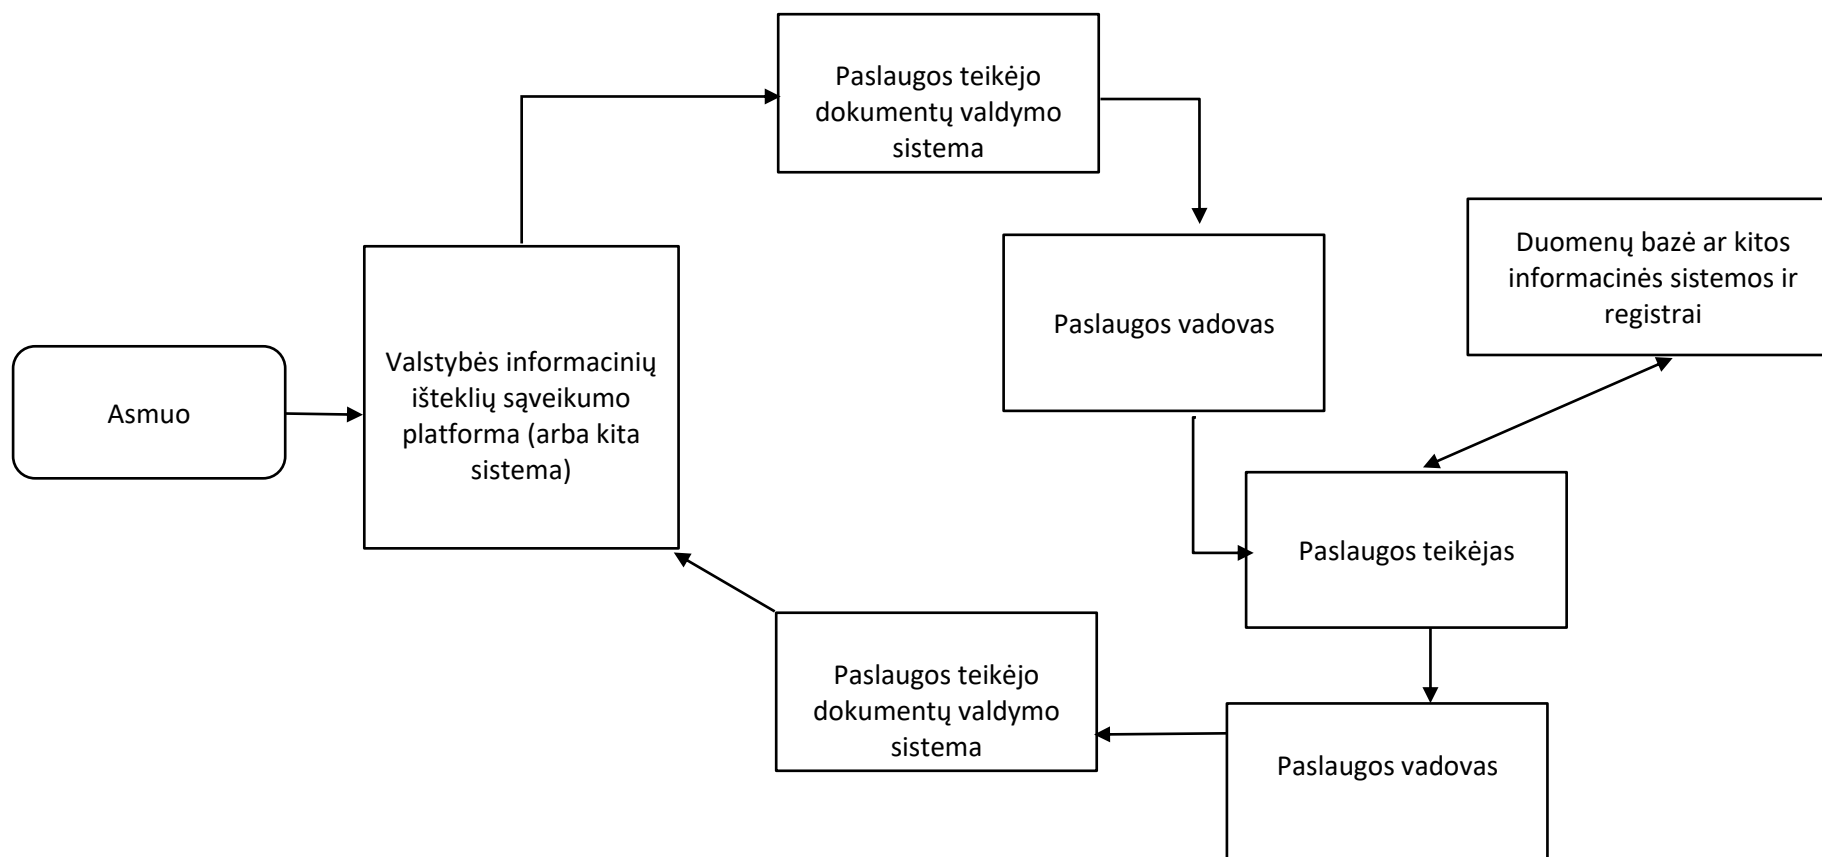 Paslaugos teikėjo
dokumentų valdymo
sistema
Duomenų bazė ar kitos
informacinės sistemos ir
registrai
Paslaugos vadovas
Valstybės informacinių
išteklių sąveikumo
platforma (arba kita
sistema)
Asmuo
Paslaugos teikėjas
Paslaugos teikėjo
dokumentų valdymo
sistema
Paslaugos vadovas